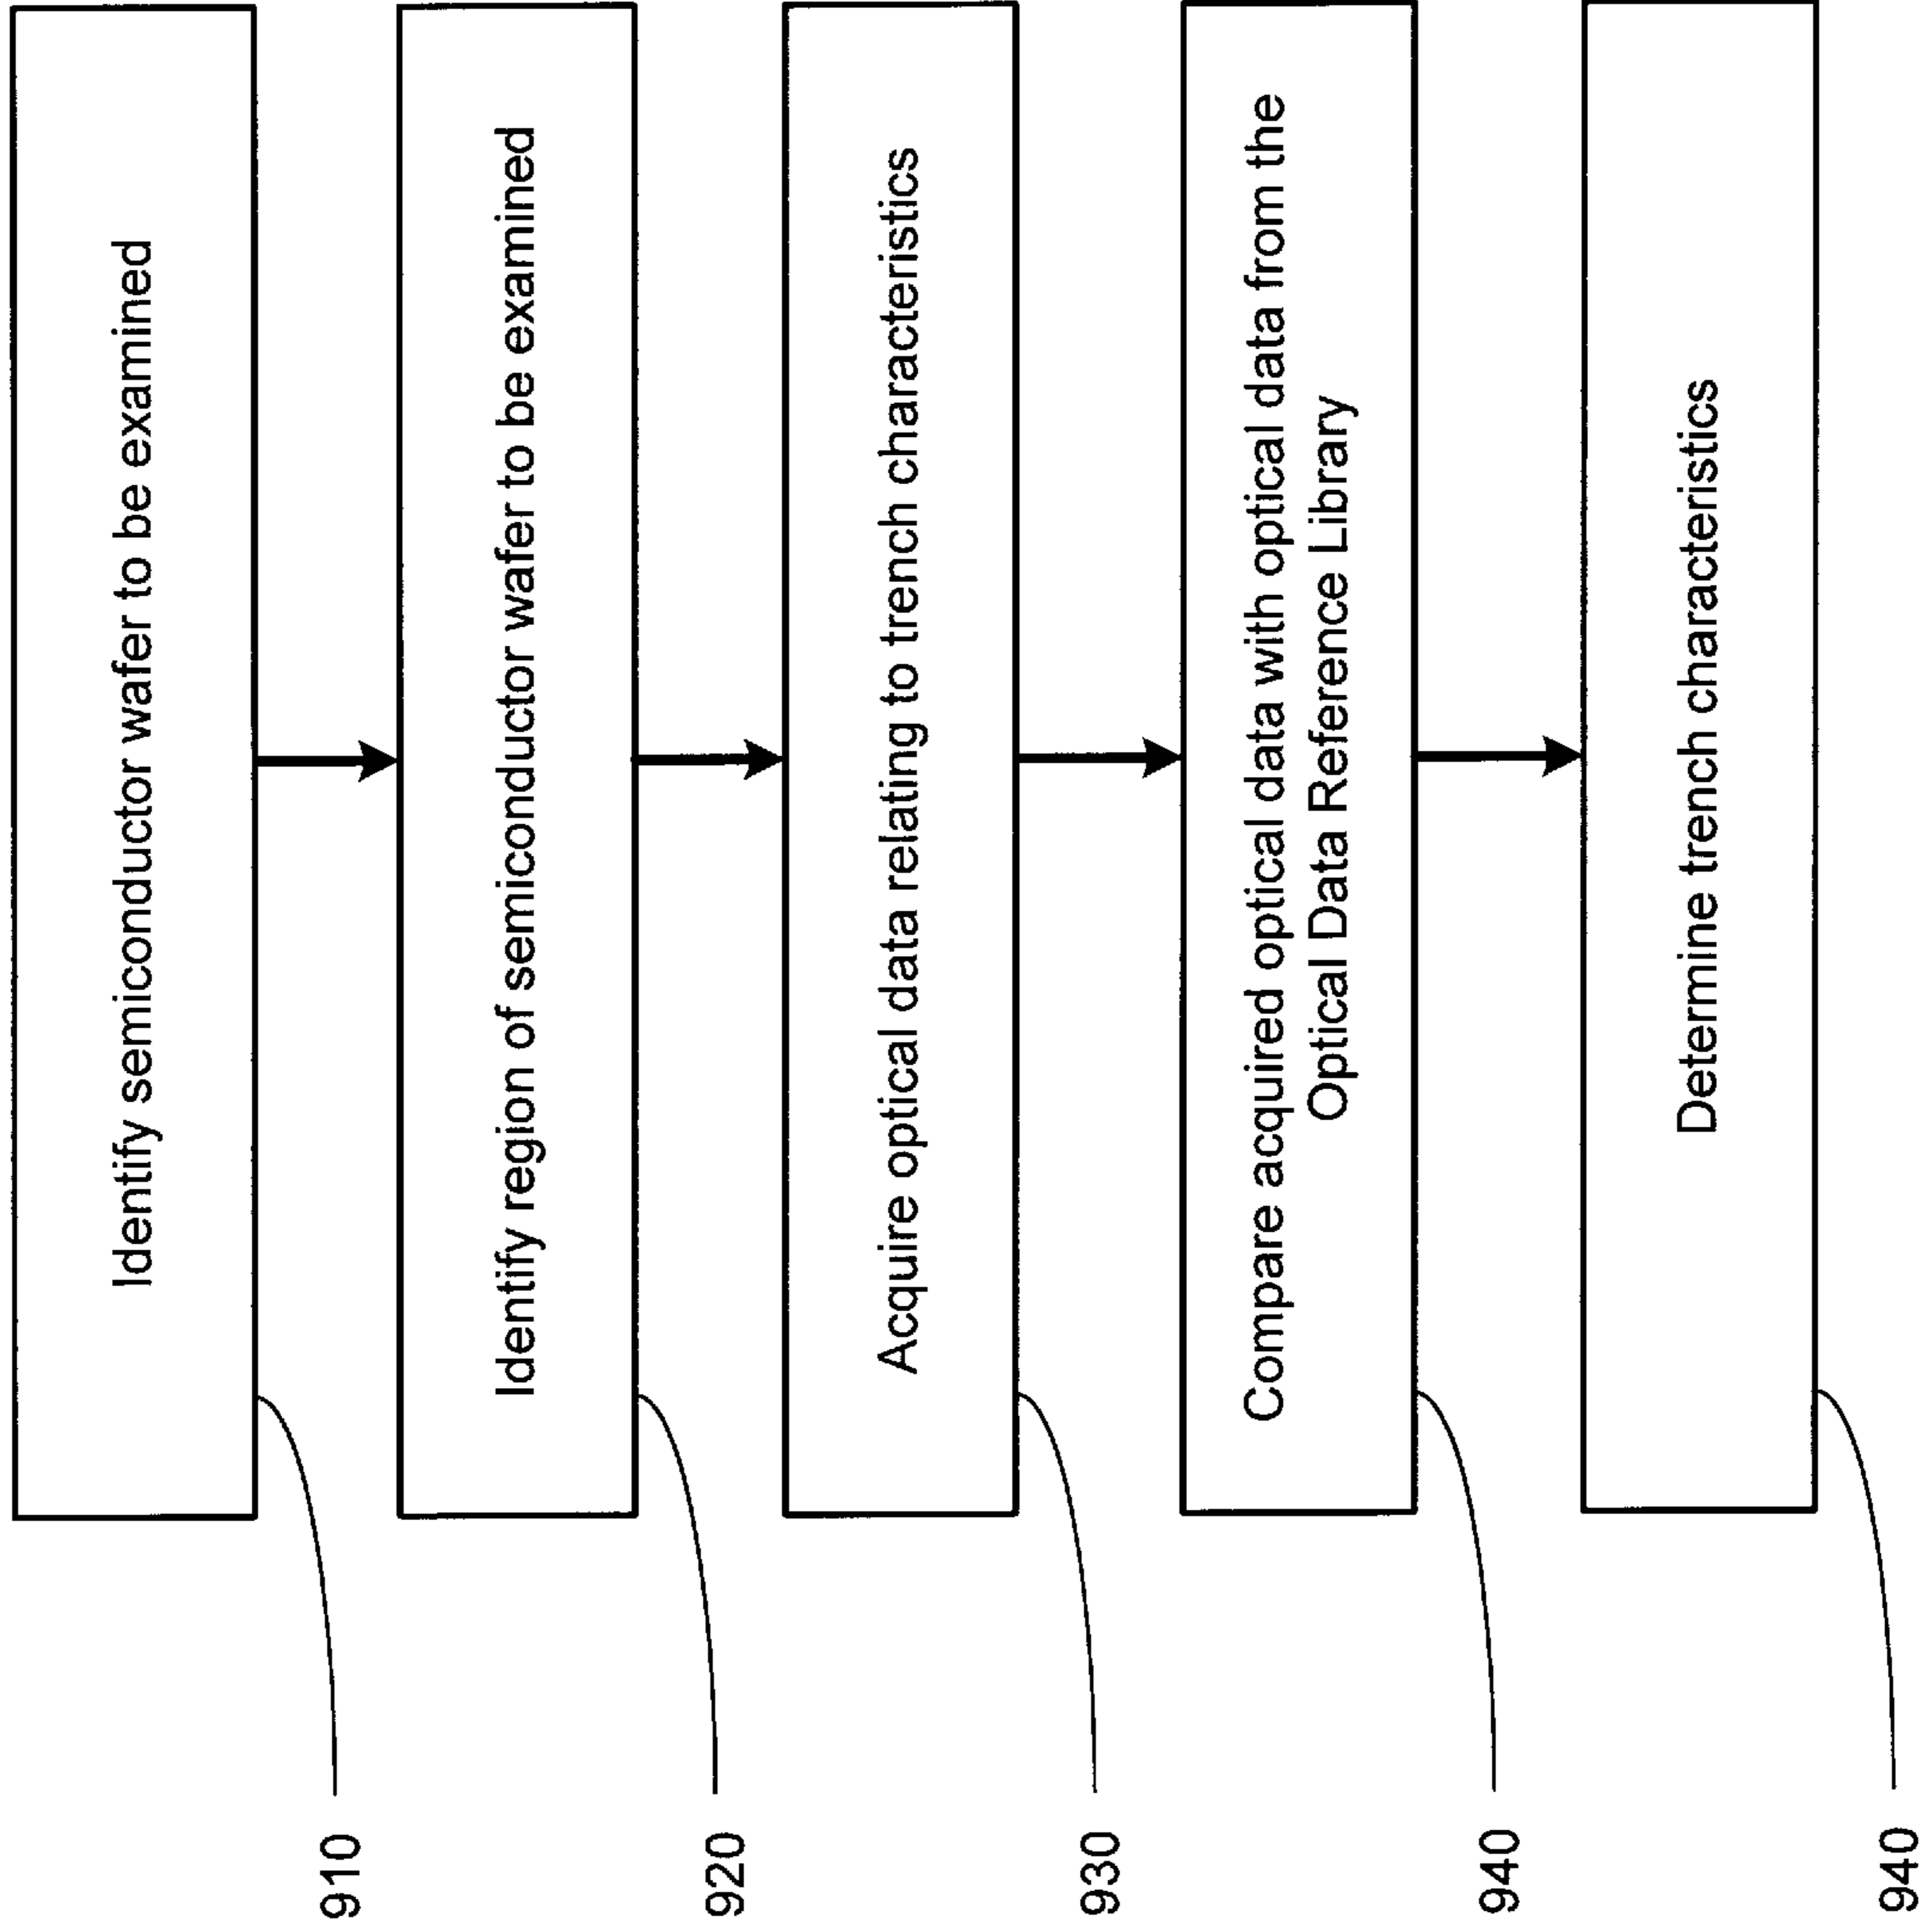 Identify semiconductor wafer to be examined
910
Identify region of semiconductor wafer to be examined
920
Acquire optical data relating to trench characteristics
930
Compare acquired optical data with optical data from the
Optical Data Reference Library
940
Determine trench characteristics
940